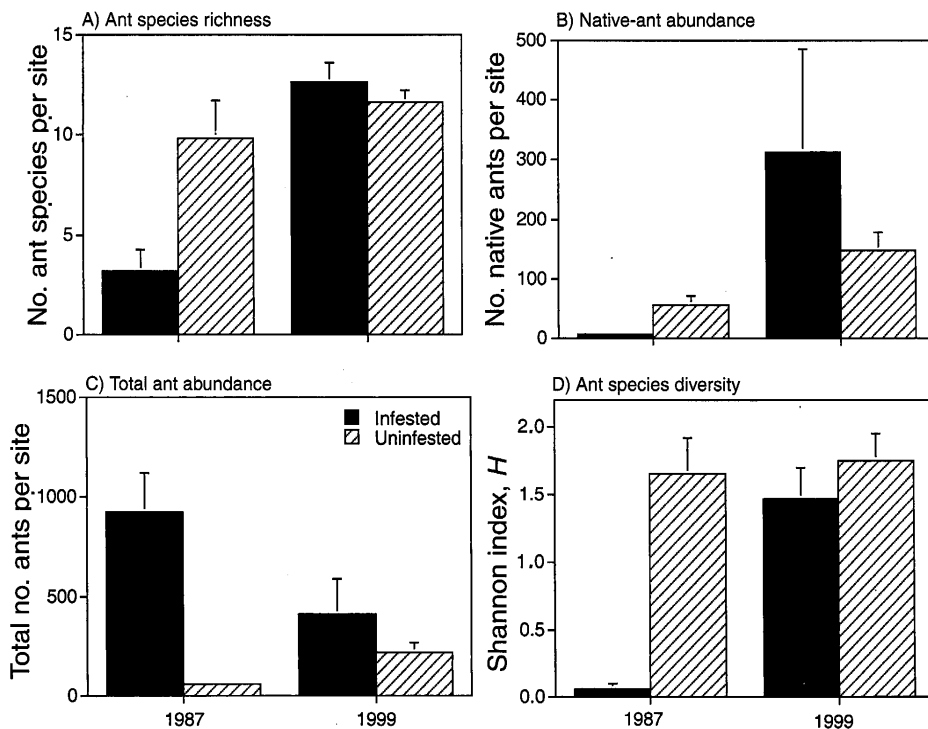 A) Ant species richness
No. ant species per site
15
10
5
0
B) Native-ant abundance
No. native ants per site
500
400
300
200
100
0
C) Total ant abundance
Total no. ants per site
1500
1000
500
0
Infested
Uninfested
1987
1999
D) Ant species diversity
Shannon index, H
2.0
1.5
1.0
0.5
0.0
1987
1999